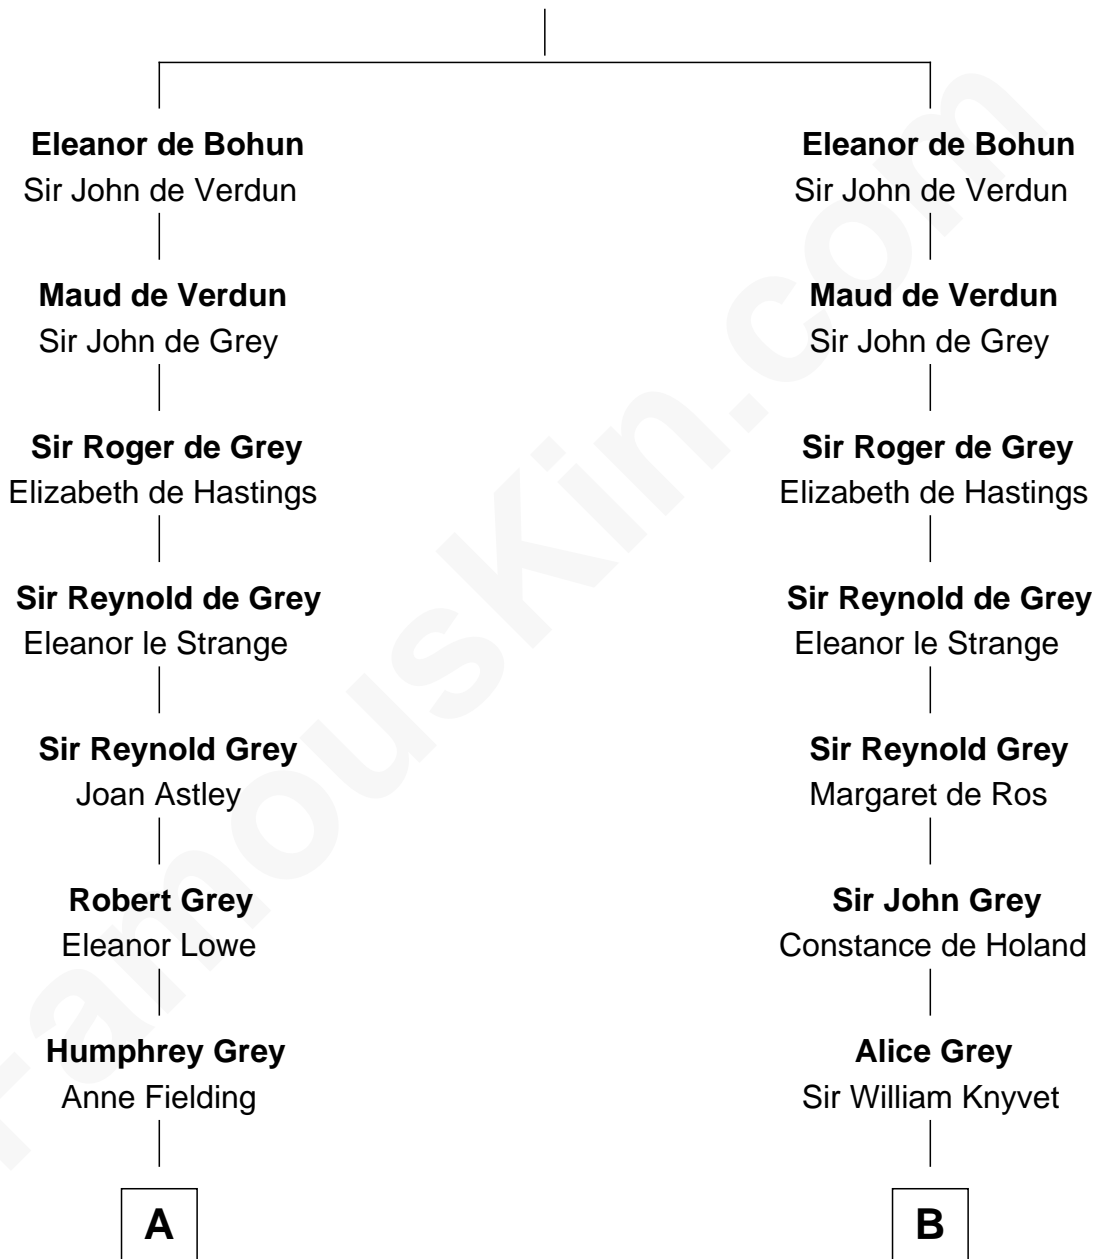 Eleanor de Bohun
Sir John de Verdun
Maud de Verdun
Sir John de Grey
Sir Roger de Grey
Elizabeth de Hastings
Sir Reynold de Grey
Eleanor le Strange
Sir Reynold Grey
Joan Astley
Robert Grey
Eleanor Lowe
Humphrey Grey
Anne Fielding
A
Eleanor de Bohun
Sir John de Verdun
Maud de Verdun
Sir John de Grey
Sir Roger de Grey
Elizabeth de Hastings
Sir Reynold de Grey
Eleanor le Strange
Sir Reynold Grey
Margaret de Ros
Sir John Grey
Constance de Holand
Alice Grey
Sir William Knyvet
B
FamousKin.com